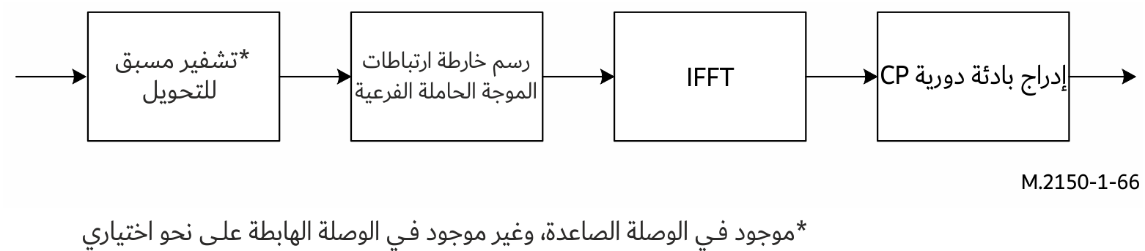 تشفير مسبق*
للتحويل
رسم خارطة ارتباطات
الموجة الحاملة الفرعية
IFFT
إدراج بادئة دورية CP
M.2150-1-66
*موجود في الوصلة الصاعدة، وغير موجود في الوصلة الهابطة على نحو اختياري